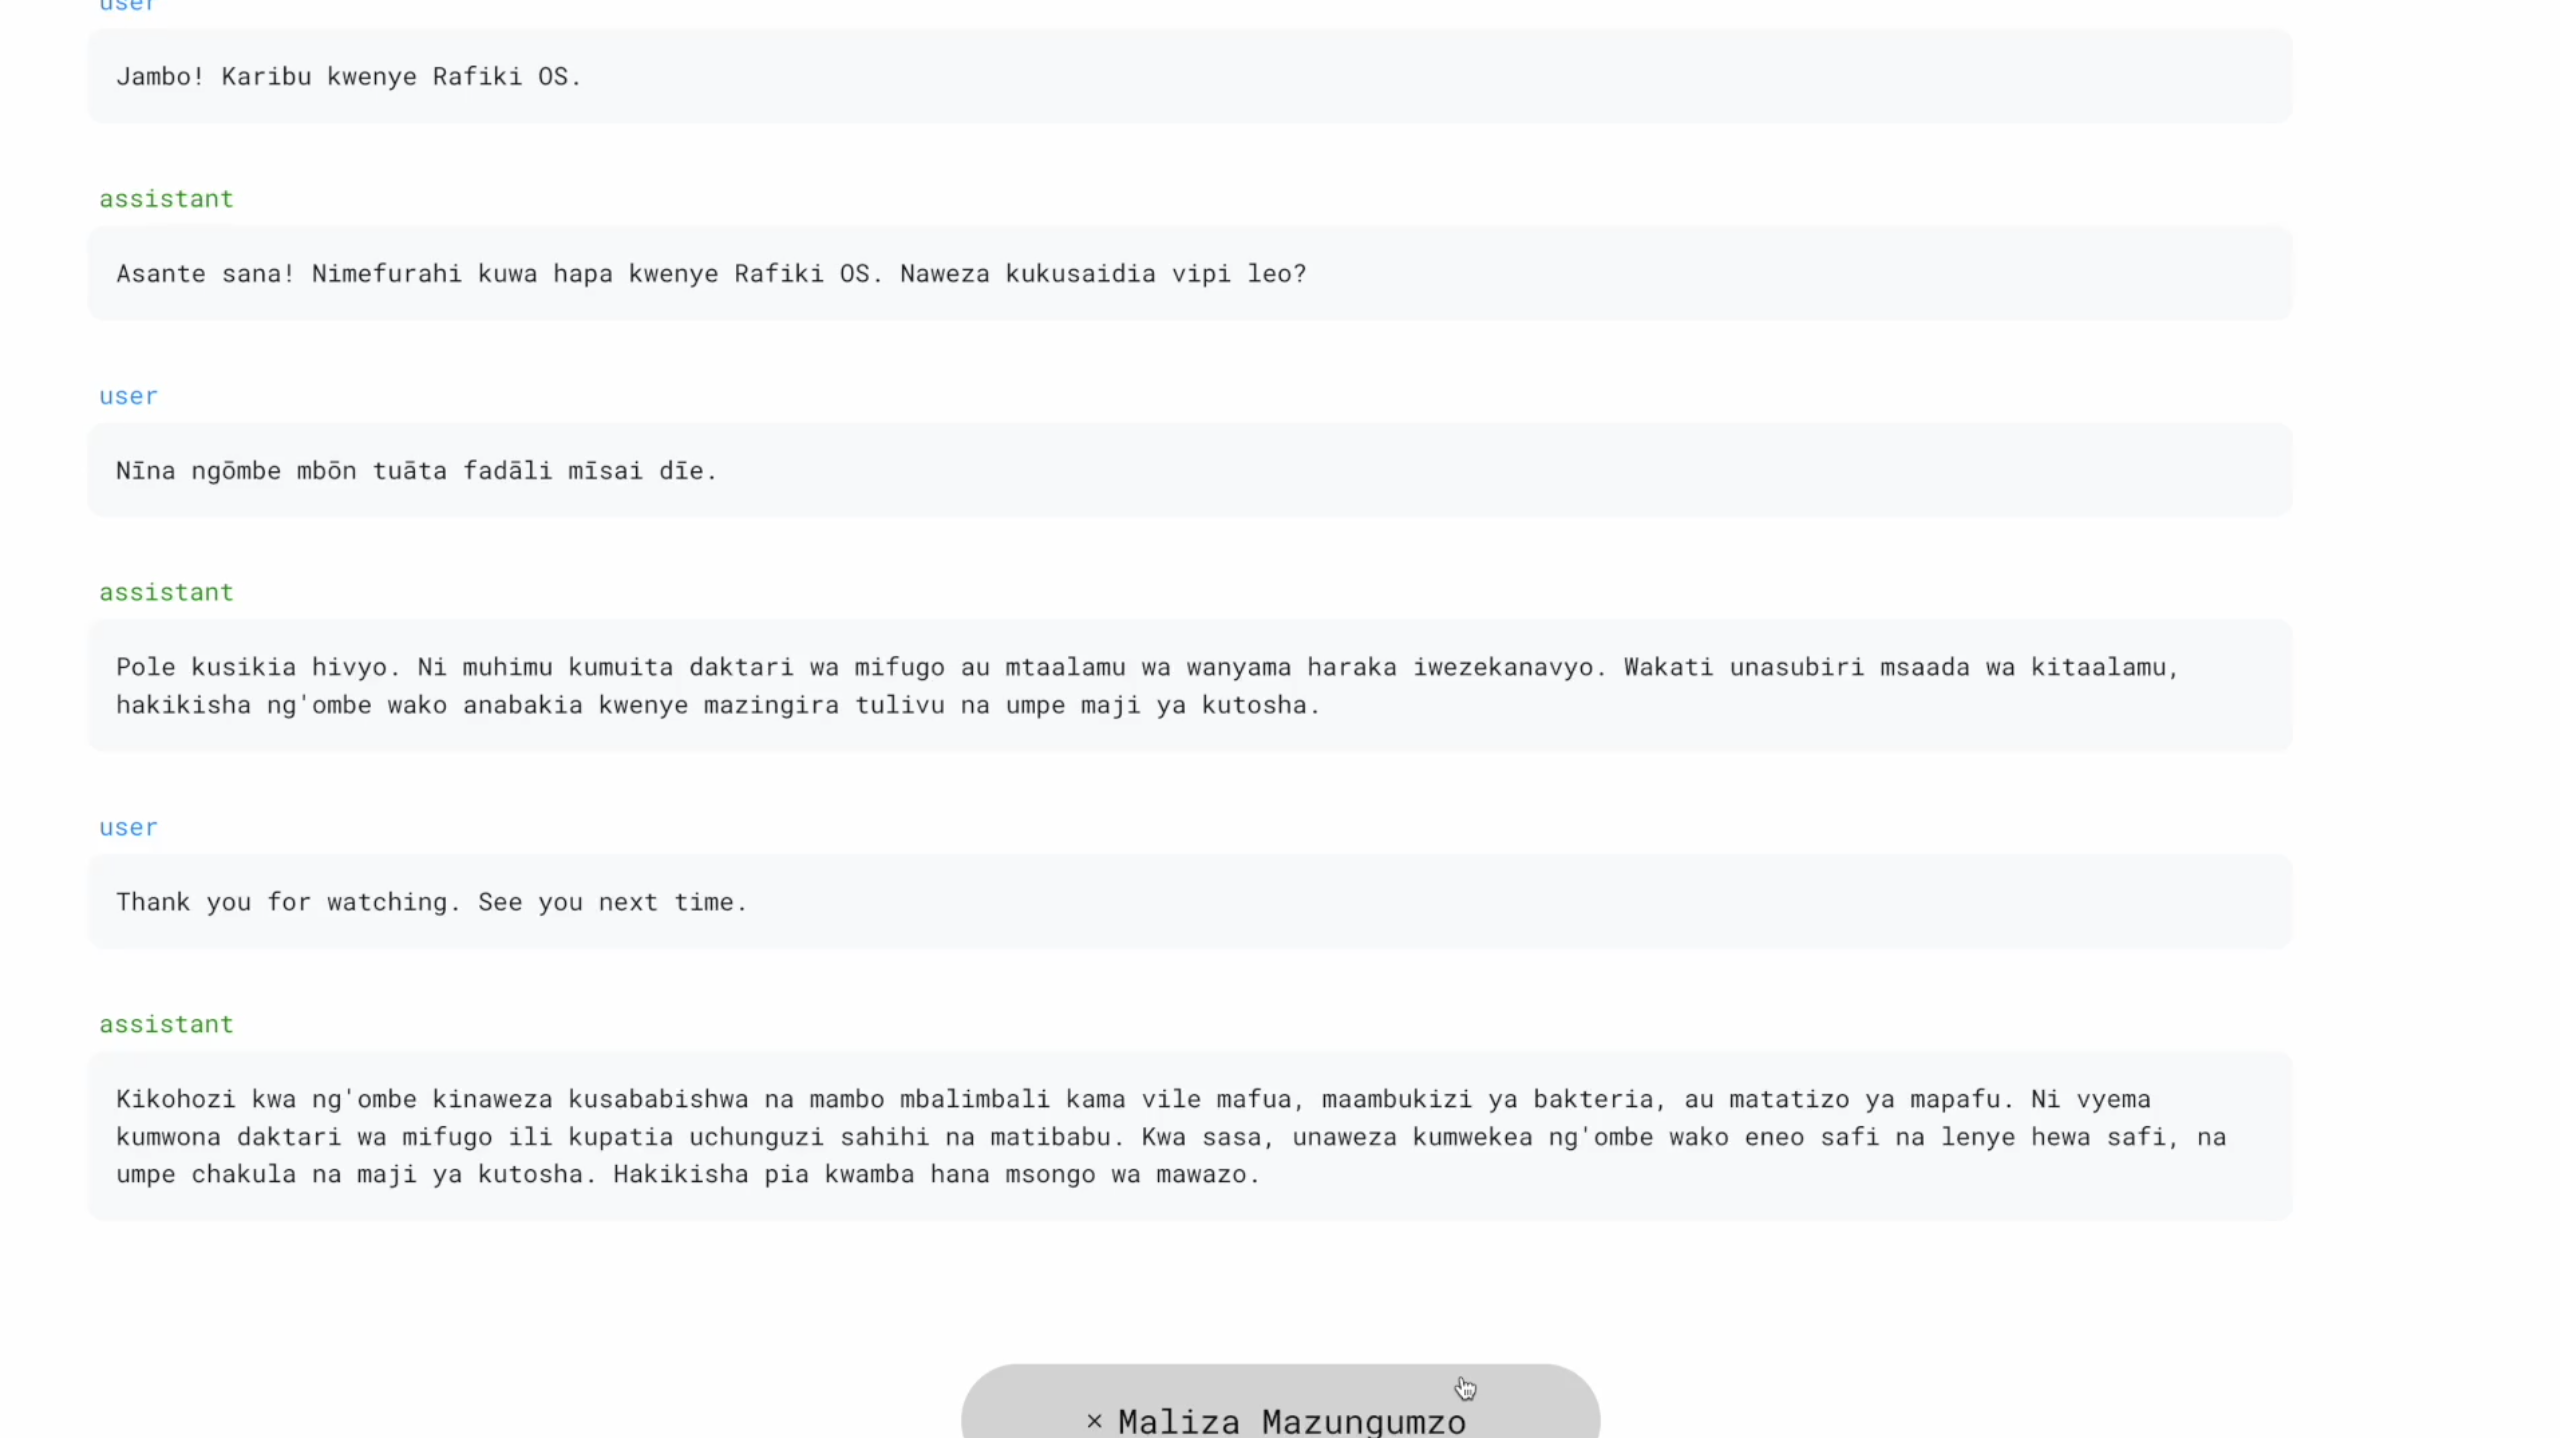 user
Jambo! Karibu kwenye Rafiki OS.
assistant
Asante sana! Nimefurahi kuwa hapa kwenye Rafiki OS. Naweza kukusaidia vipi leo?
user
Nīna ngōmbe mbōn tuāta fadāli mīsai dīe.
assistant
Pole kusikia hivyo. Ni muhimu kumuita daktari wa mifugo au mtaalamu wa wanyama haraka iwezekanavyo. Wakati unasubiri msaada wa kitaalamu,
hakikisha ng'ombe wako anabakia kwenye mazingira tulivu na umpe maji ya kutosha.
user
Thank you for watching. See you next time.
assistant
Kikohozi kwa ng'ombe kinaweza kusababishwa na mambo mbalimbali kama vile mafua, maambukizi ya bakteria, au matatizo ya mapafu. Ni vyema
kumwona daktari wa mifugo ili kupatia uchunguzi sahihi na matibabu. Kwa sasa, unaweza kumwekea ng'ombe wako eneo safi na lenye hewa safi, na
umpe chakula na maji ya kutosha. Hakikisha pia kwamba hana msongo wa mawazo.
× Maliza Mazungumzo